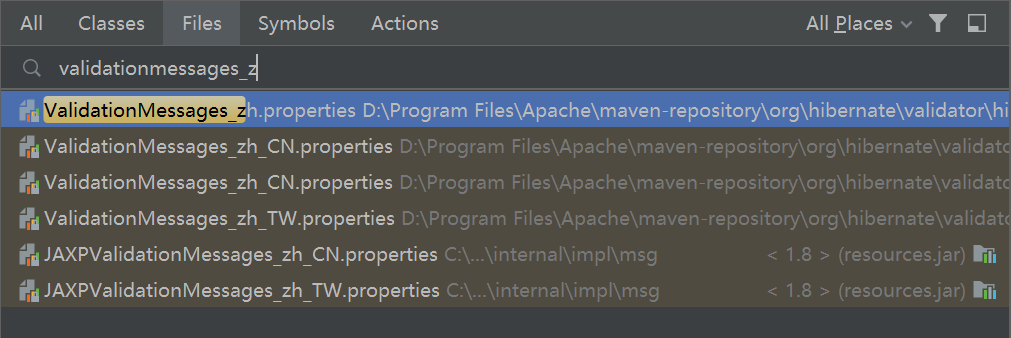 All Classes Files Symbols Actions All Places
validationmessages_z
ValidationMessages_zh.properties D:\Program Files\Apache\maven-repository\org\hibernate\validator\hi
ValidationMessages_zh_CN.properties D:\Program Files\Apache\maven-repository\org\hibernate\validato
ValidationMessages_zh_CN.properties D:\Program Files\Apache\maven-repository\org\hibernate\validato
ValidationMessages_zh_TW.properties D:\Program Files\Apache\maven-repository\org\hibernate\validato
JAXPValidationMessages_zh_CN.properties C:\...\internal\impl\msg < 1.8 > (resources.jar)
JAXPValidationMessages_zh_TW.properties C:\...\internal\impl\msg < 1.8 > (resources.jar)